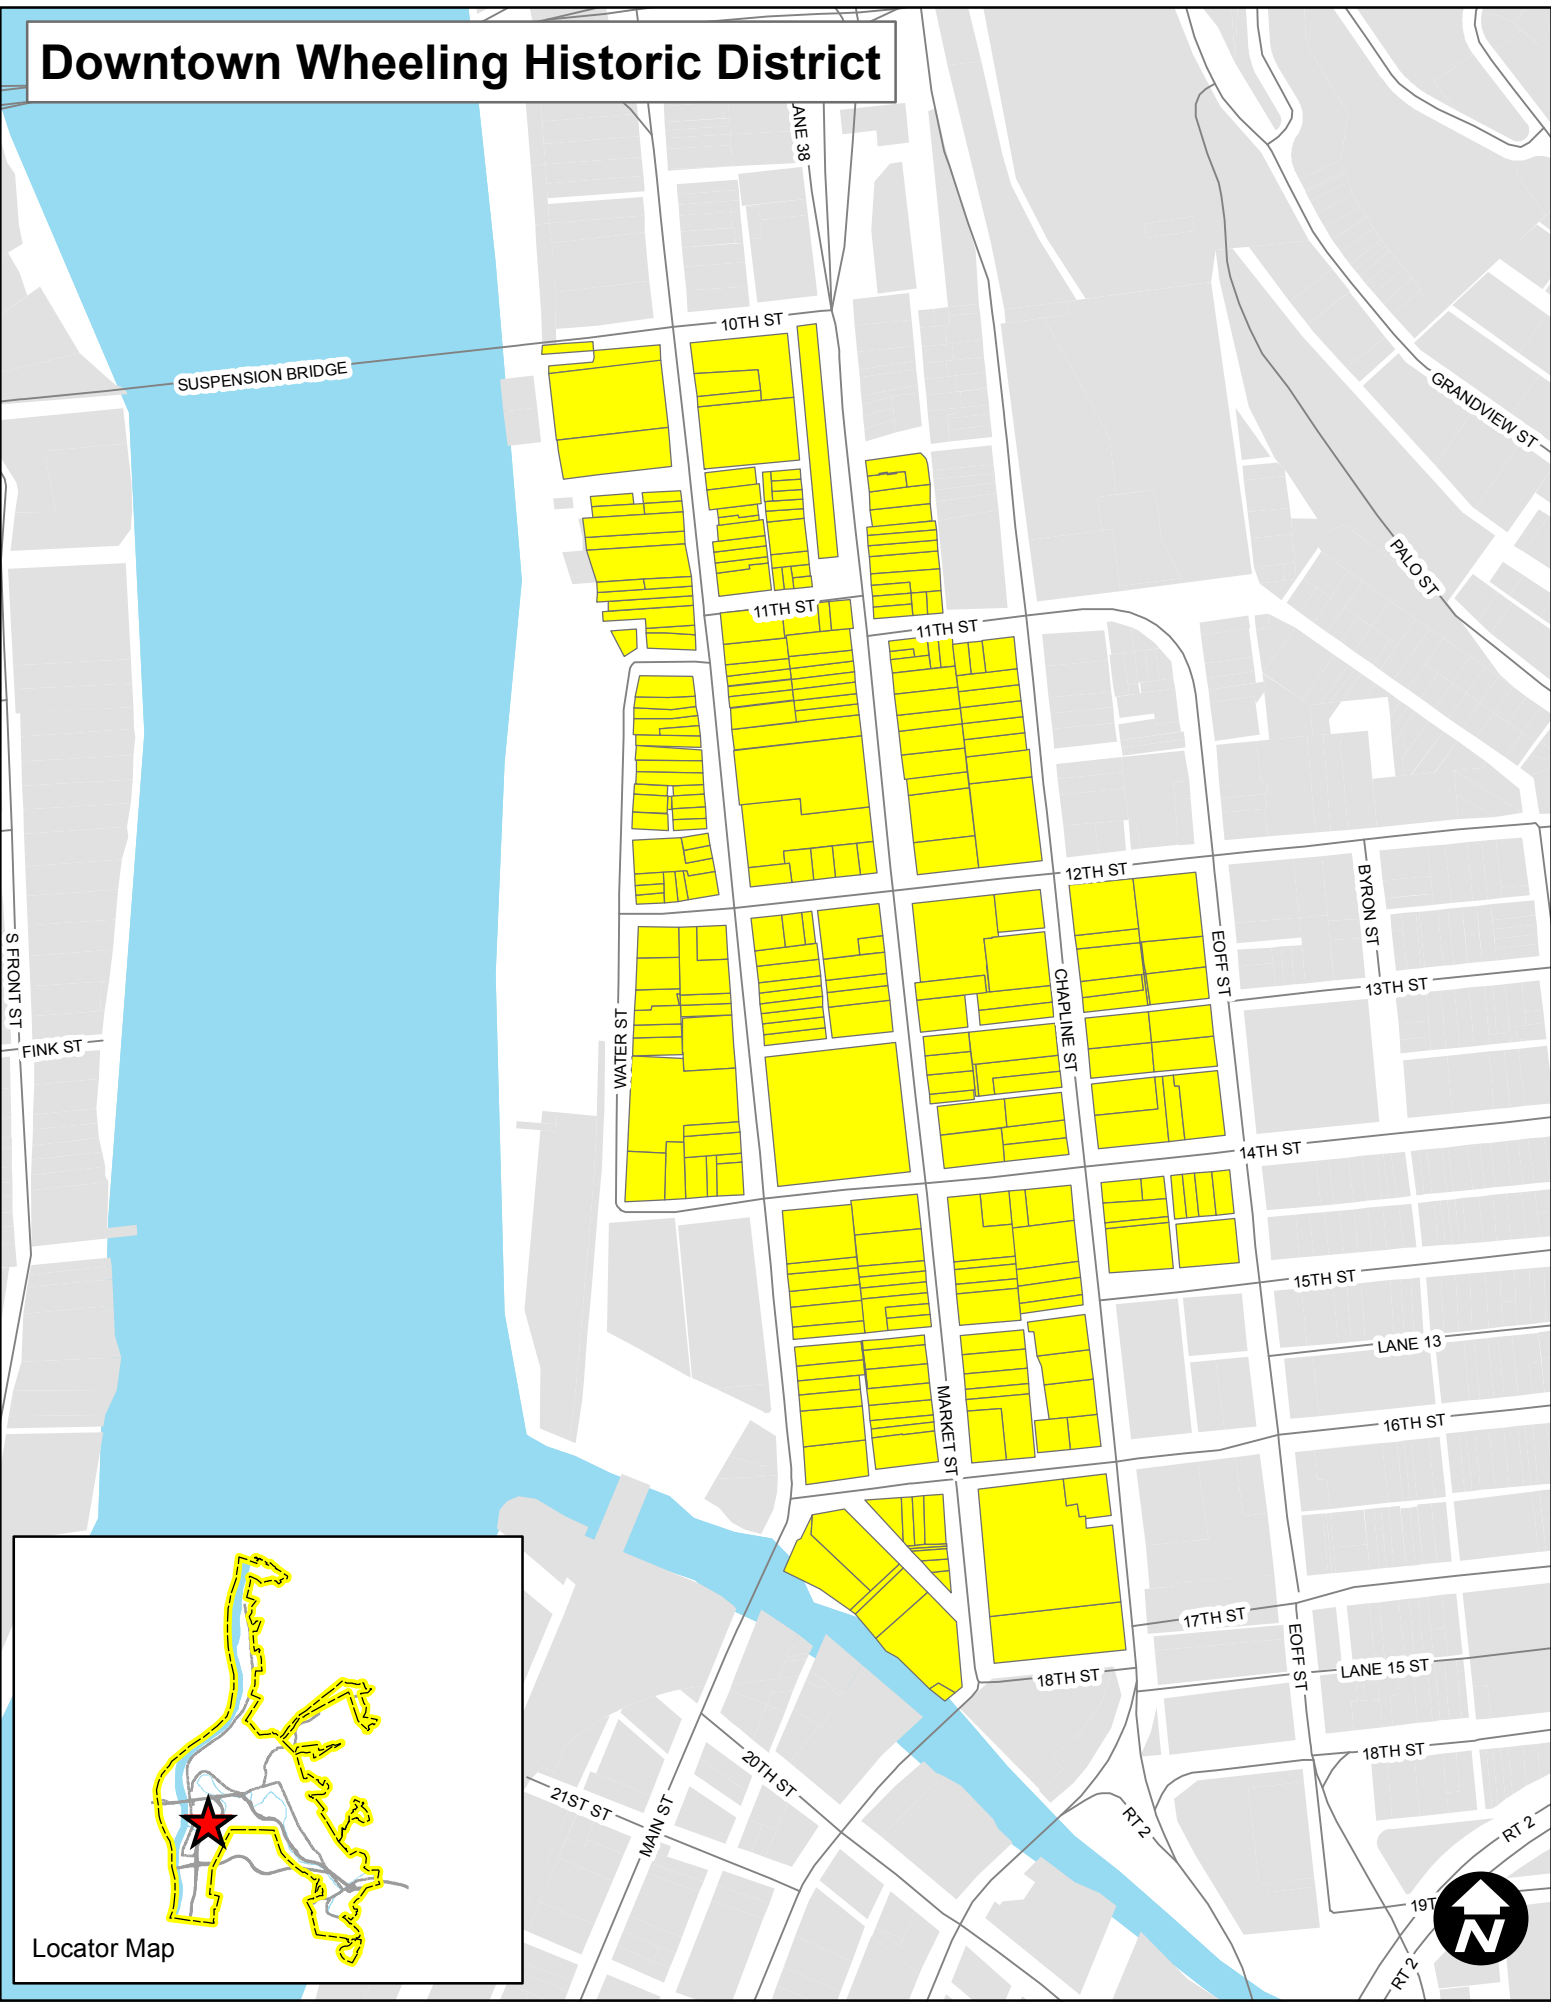 Downtown Wheeling Historic District
ANE 38
10TH ST
SUSPENSION BRIDGE
GRANDVIEW ST
PALO ST
11TH ST
11TH ST
12TH ST
BYRON ST
S FRONT ST
EOFF ST
CHAPLINE ST
13TH ST
WATER ST
FINK ST
14TH ST
15TH ST
LANE 13
MARKET ST
16TH ST
17TH ST
EOFF ST
LANE 15 ST
18TH ST
18TH ST
20TH ST
21ST ST
MAIN ST
RT 2
RT 2
19T
RT 2
N
Locator Map